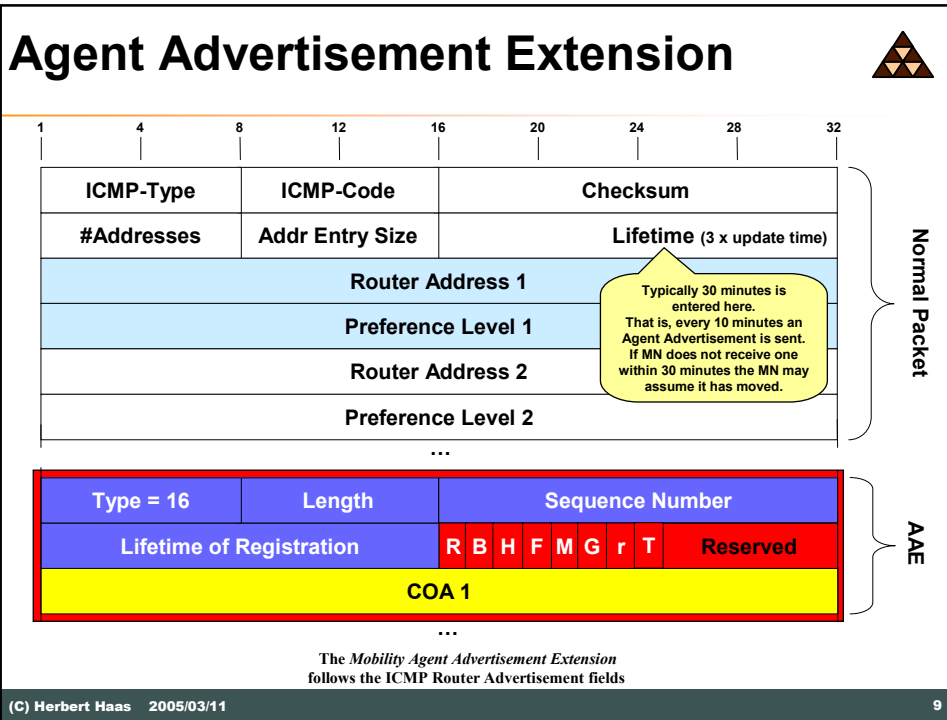 Agent Advertisement Extension
1 4 8 12 16 20 24 28 32
ICMP-Type ICMP-Code Checksum
#Addresses Addr Entry Size Lifetime (3 x update time)
Router Address 1
Preference Level 1
Router Address 2
Preference Level 2
Typically 30 minutes is
entered here.
That is, every 10 minutes an
Agent Advertisement is sent.
If MN does not receive one
within 30 minutes the MN may
assume it has moved.
Normal Packet
...
Type = 16 Length Sequence Number
Lifetime of Registration R B H F M G r T Reserved
COA 1
AAE
...
The Mobility Agent Advertisement Extension
follows the ICMP Router Advertisement fields
(C) Herbert Haas 2005/03/11 9